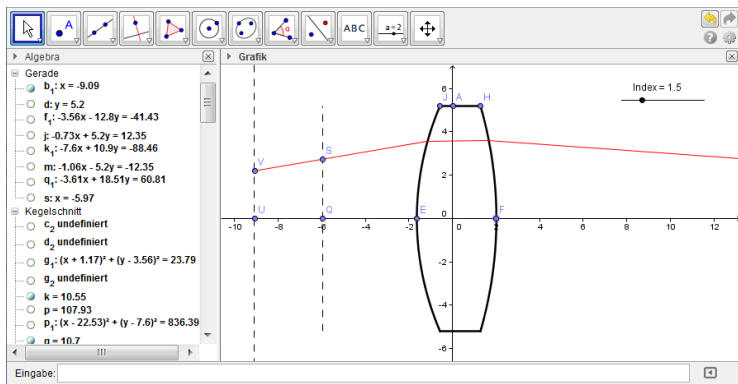 A
ABC
a = 2
Algebra
Grafik
Gerade
b₁: x = -9.09
d: y = 5.2
f₁: -3.56x - 12.8y = -41.43
j: -0.73x + 5.2y = 12.35
k₁: -7.6x + 10.9y = -88.46
m: -1.06x - 5.2y = -12.35
q₁: -3.61x + 18.51y = 60.81
s: x = -5.97
Kegelschnitt
c₂ undefiniert
d₂ undefiniert
g₁: (x + 1.17)² + (y - 3.56)² = 23.79
g₂ undefiniert
k = 10.55
p = 107.93
p₁: (x - 22.53)² + (y - 7.6)² = 836.39
q = 10.7
Index = 1.5
J A H
V S
U Q E F
6
4
2
0
-2
-4
-6
-10 -8 -6 -4 -2 0 2 4 6 8 10 12
Eingabe: